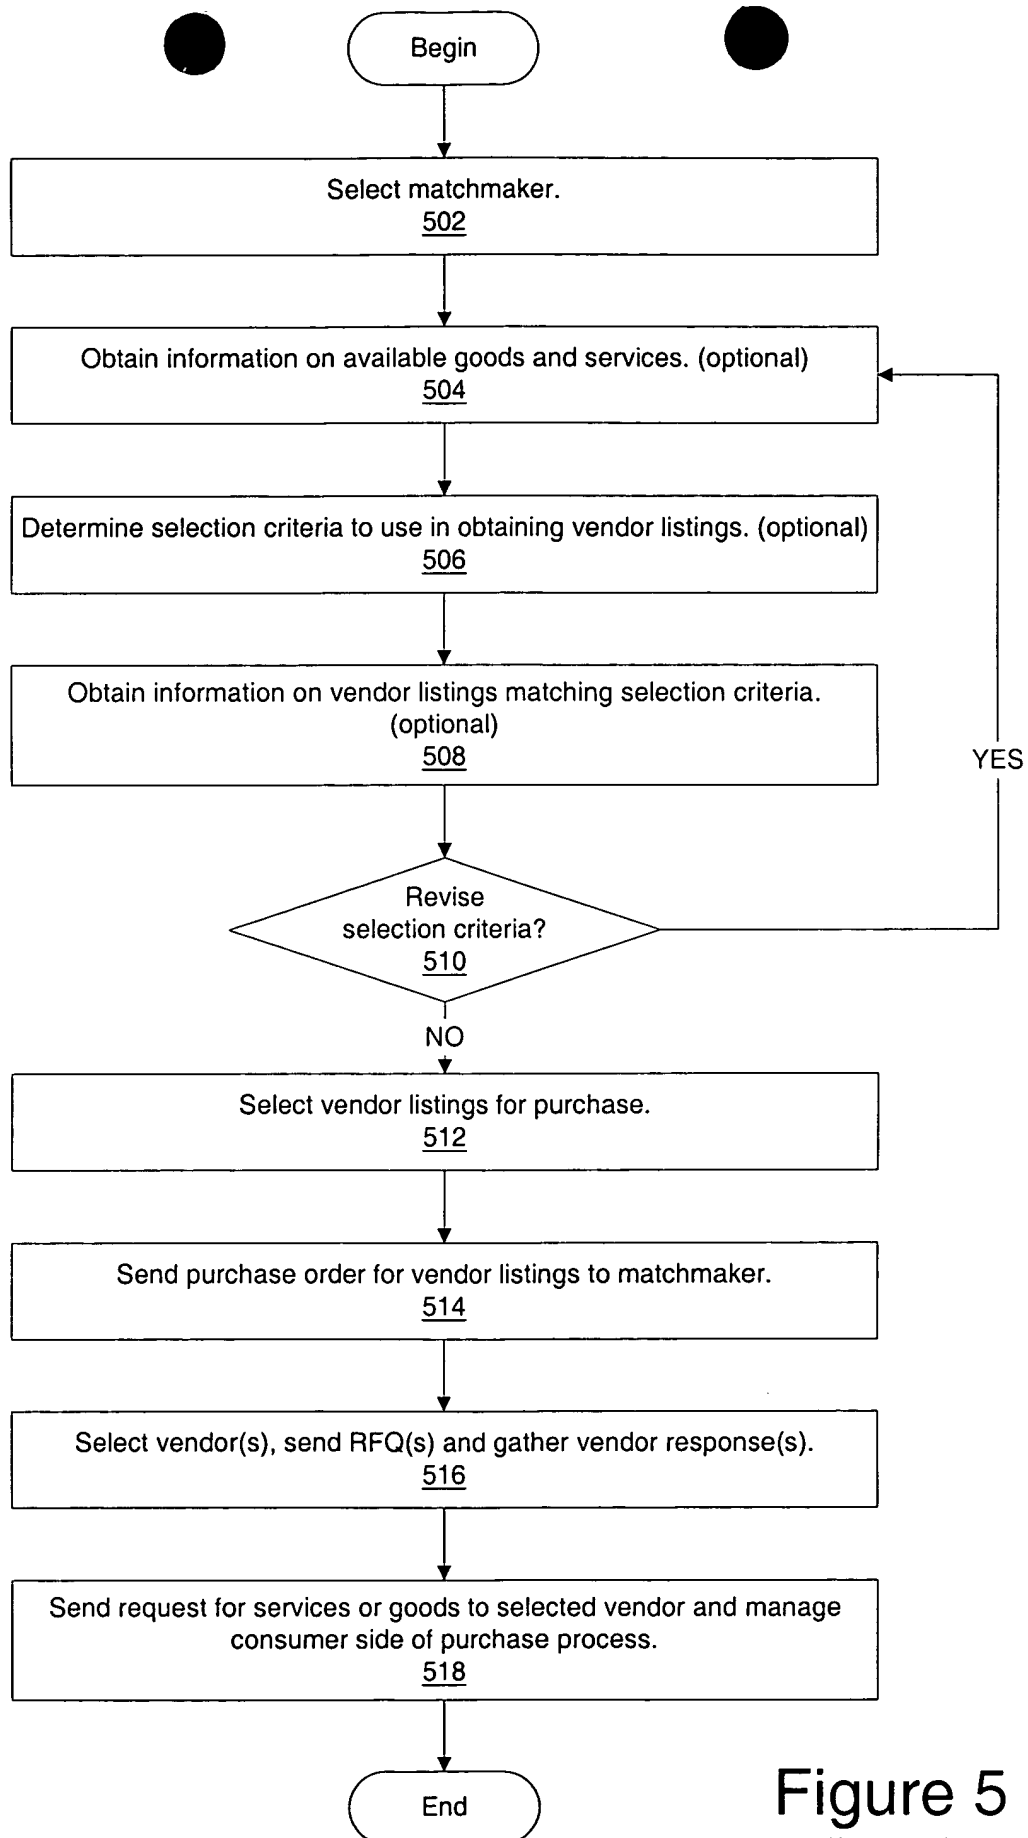 Begin
Select matchmaker.
502
Obtain information on available goods and services. (optional)
504
Determine selection criteria to use in obtaining vendor listings. (optional)
506
Obtain information on vendor listings matching selection criteria.
(optional)
508
YES
Revise
selection criteria?
510
NO
Select vendor listings for purchase.
512
Send purchase order for vendor listings to matchmaker.
514
Select vendor(s), send RFQ(s) and gather vendor response(s).
516
Send request for services or goods to selected vendor and manage
consumer side of purchase process.
518
End
Figure 5